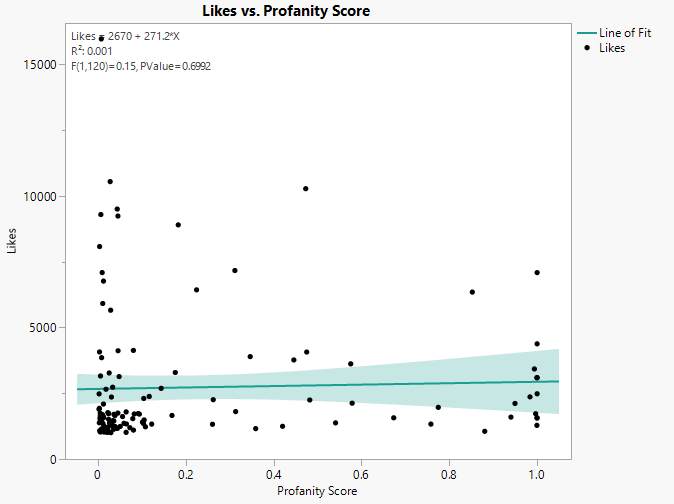 Likes vs. Profanity Score
Likes = 2670 + 271.2*X
R²: 0.001
F(1,120)=0.15, PValue=0.6992
Line of Fit
Likes
15000
10000
5000
0
Likes
0
0.2
0.4
0.6
0.8
1.0
Profanity Score